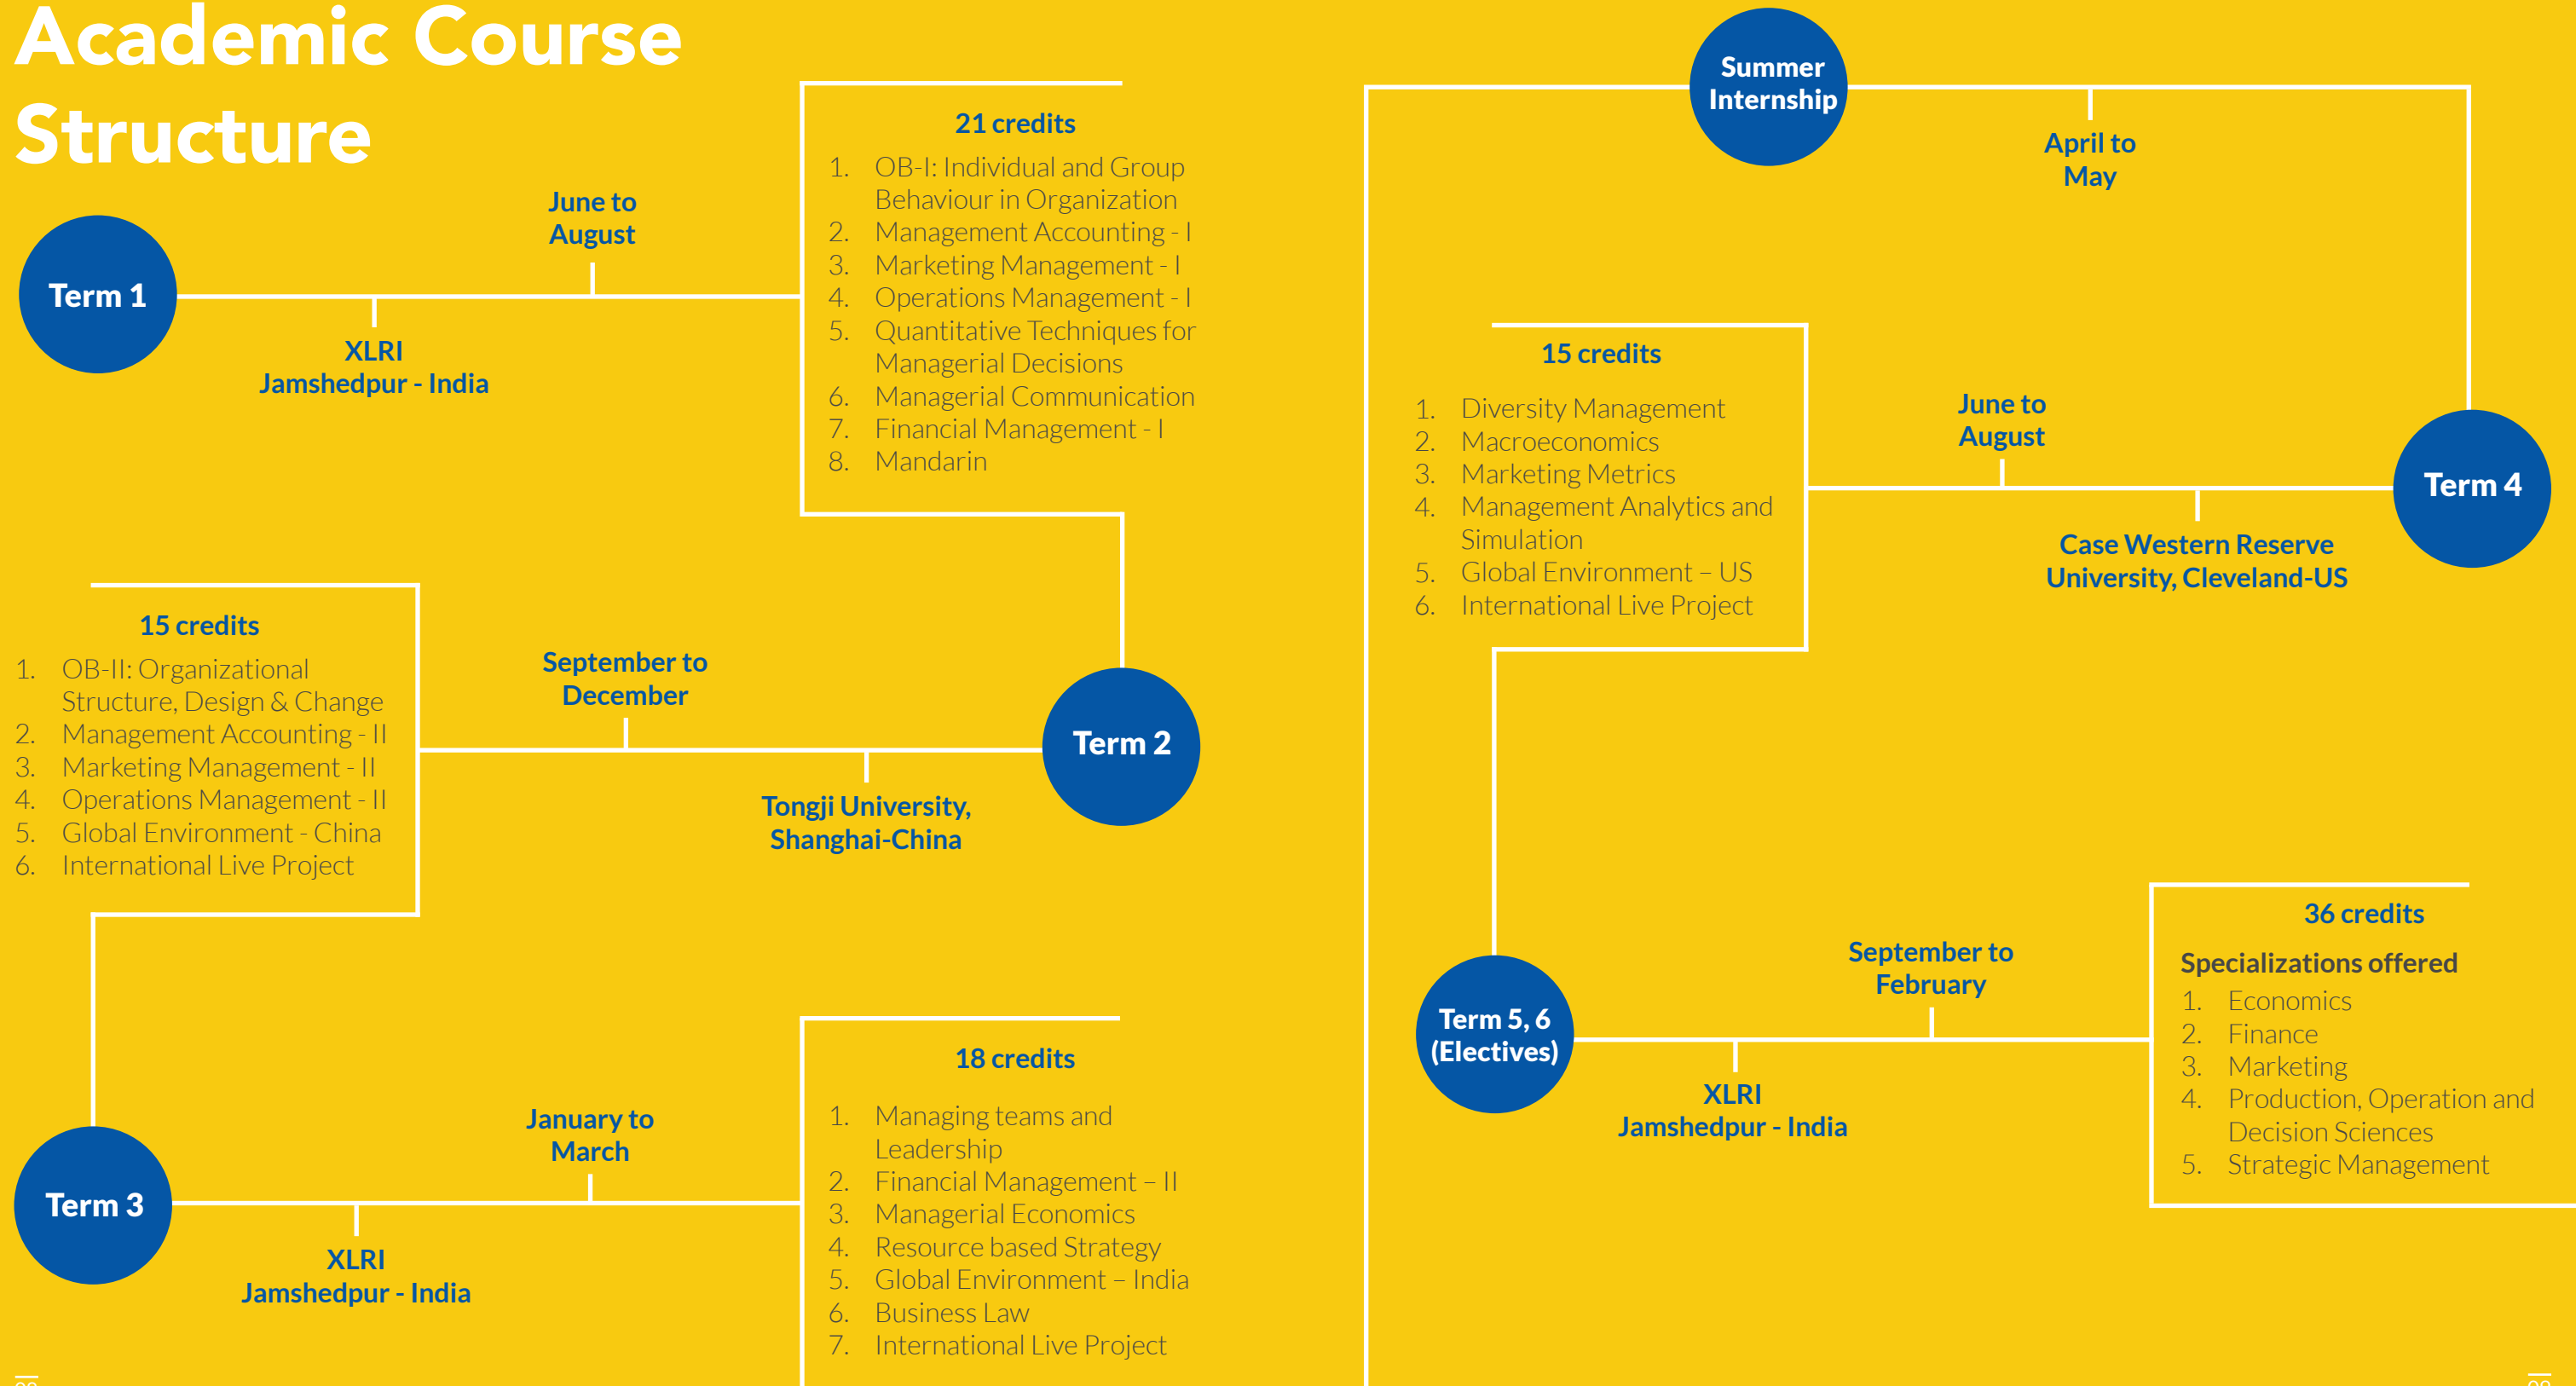 Academic Course
Structure
Term 1
June to
August
XLRI
Jamshedpur - India
21 credits
1. OB-I: Individual and Group
Behaviour in Organization
2. Management Accounting - I
3. Marketing Management - I
4. Operations Management - I
5. Quantitative Techniques for
Managerial Decisions
6. Managerial Communication
7. Financial Management - I
8. Mandarin
Term 2
September to
December
Tongji University,
Shanghai-China
15 credits
1. OB-II: Organizational
Structure, Design & Change
2. Management Accounting - II
3. Marketing Management - II
4. Operations Management - II
5. Global Environment - China
6. International Live Project
Term 3
January to
March
XLRI
Jamshedpur - India
18 credits
1. Managing teams and
Leadership
2. Financial Management – II
3. Managerial Economics
4. Resource based Strategy
5. Global Environment – India
6. Business Law
7. International Live Project
Summer
Internship
April to
May
Term 4
June to
August
Case Western Reserve
University, Cleveland-US
15 credits
1. Diversity Management
2. Macroeconomics
3. Marketing Metrics
4. Management Analytics and
Simulation
5. Global Environment – US
6. International Live Project
Term 5, 6
(Electives)
September to
February
XLRI
Jamshedpur - India
36 credits
Specializations offered
1. Economics
2. Finance
3. Marketing
4. Production, Operation and
Decision Sciences
5. Strategic Management